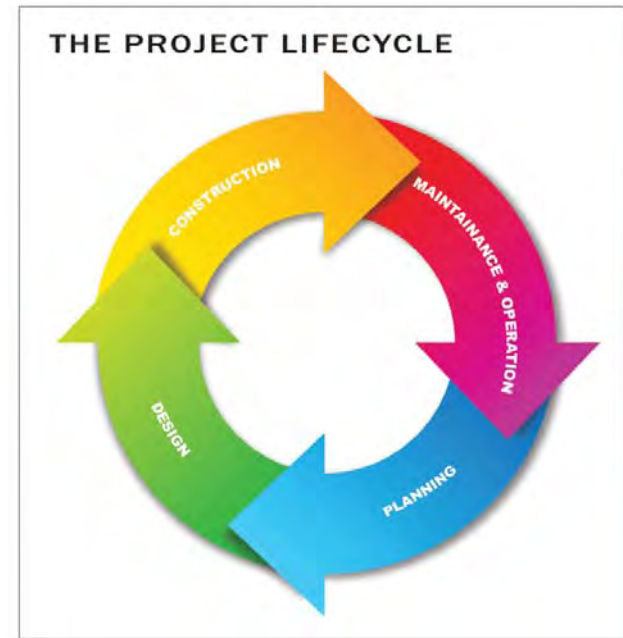 THE PROJECT LIFECYCLE
CONSTRUCTION
MAINTAINANCE & OPERATION
DESIGN
PLANNING